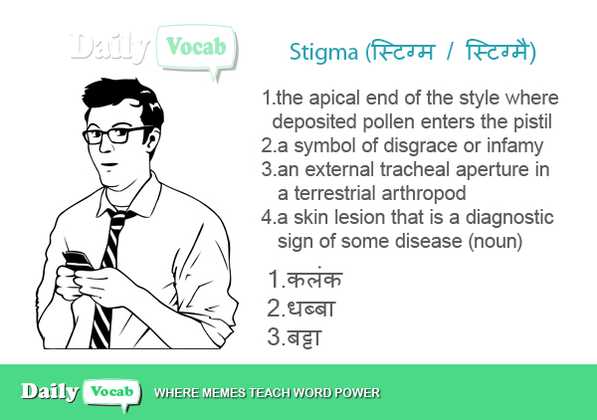 Daily Vocab
Stigma (स्टिग्म / स्टिग्मै)
1.the apical end of the style where
deposited pollen enters the pistil
2.a symbol of disgrace or infamy
3.an external tracheal aperture in
a terrestrial arthropod
4.a skin lesion that is a diagnostic
sign of some disease (noun)
1.कलंक
2.धब्बा
3.बट्टा
Daily Vocab WHERE MEMES TEACH WORD POWER